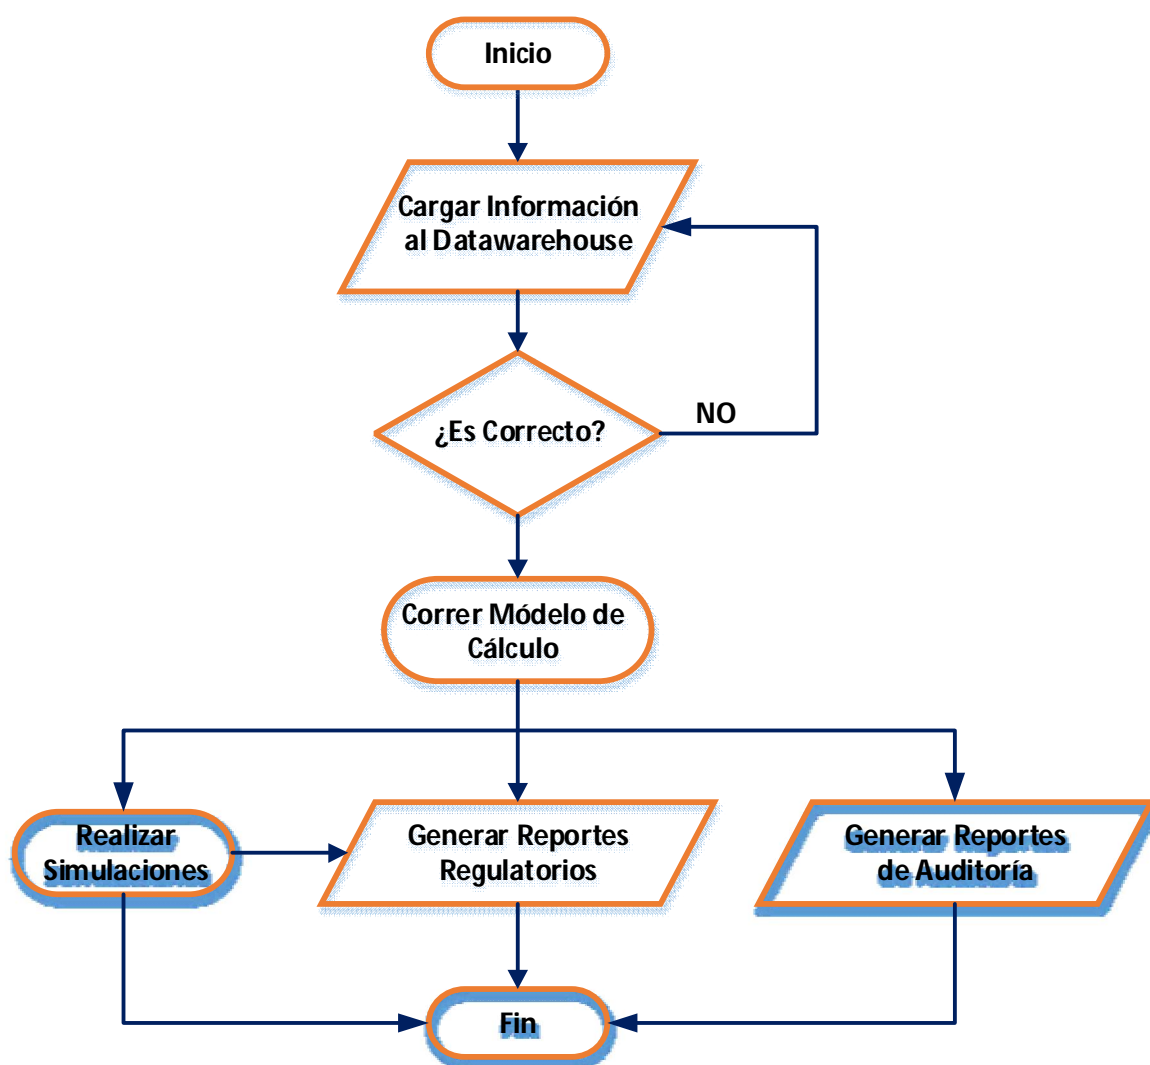 Inicio
Cargar Información
al Datawarehouse
¿Es Correcto?
NO
Correr Módelo de
Cálculo
Realizar
Simulaciones
Generar Reportes
Regulatorios
Generar Reportes
de Auditoría
Fin